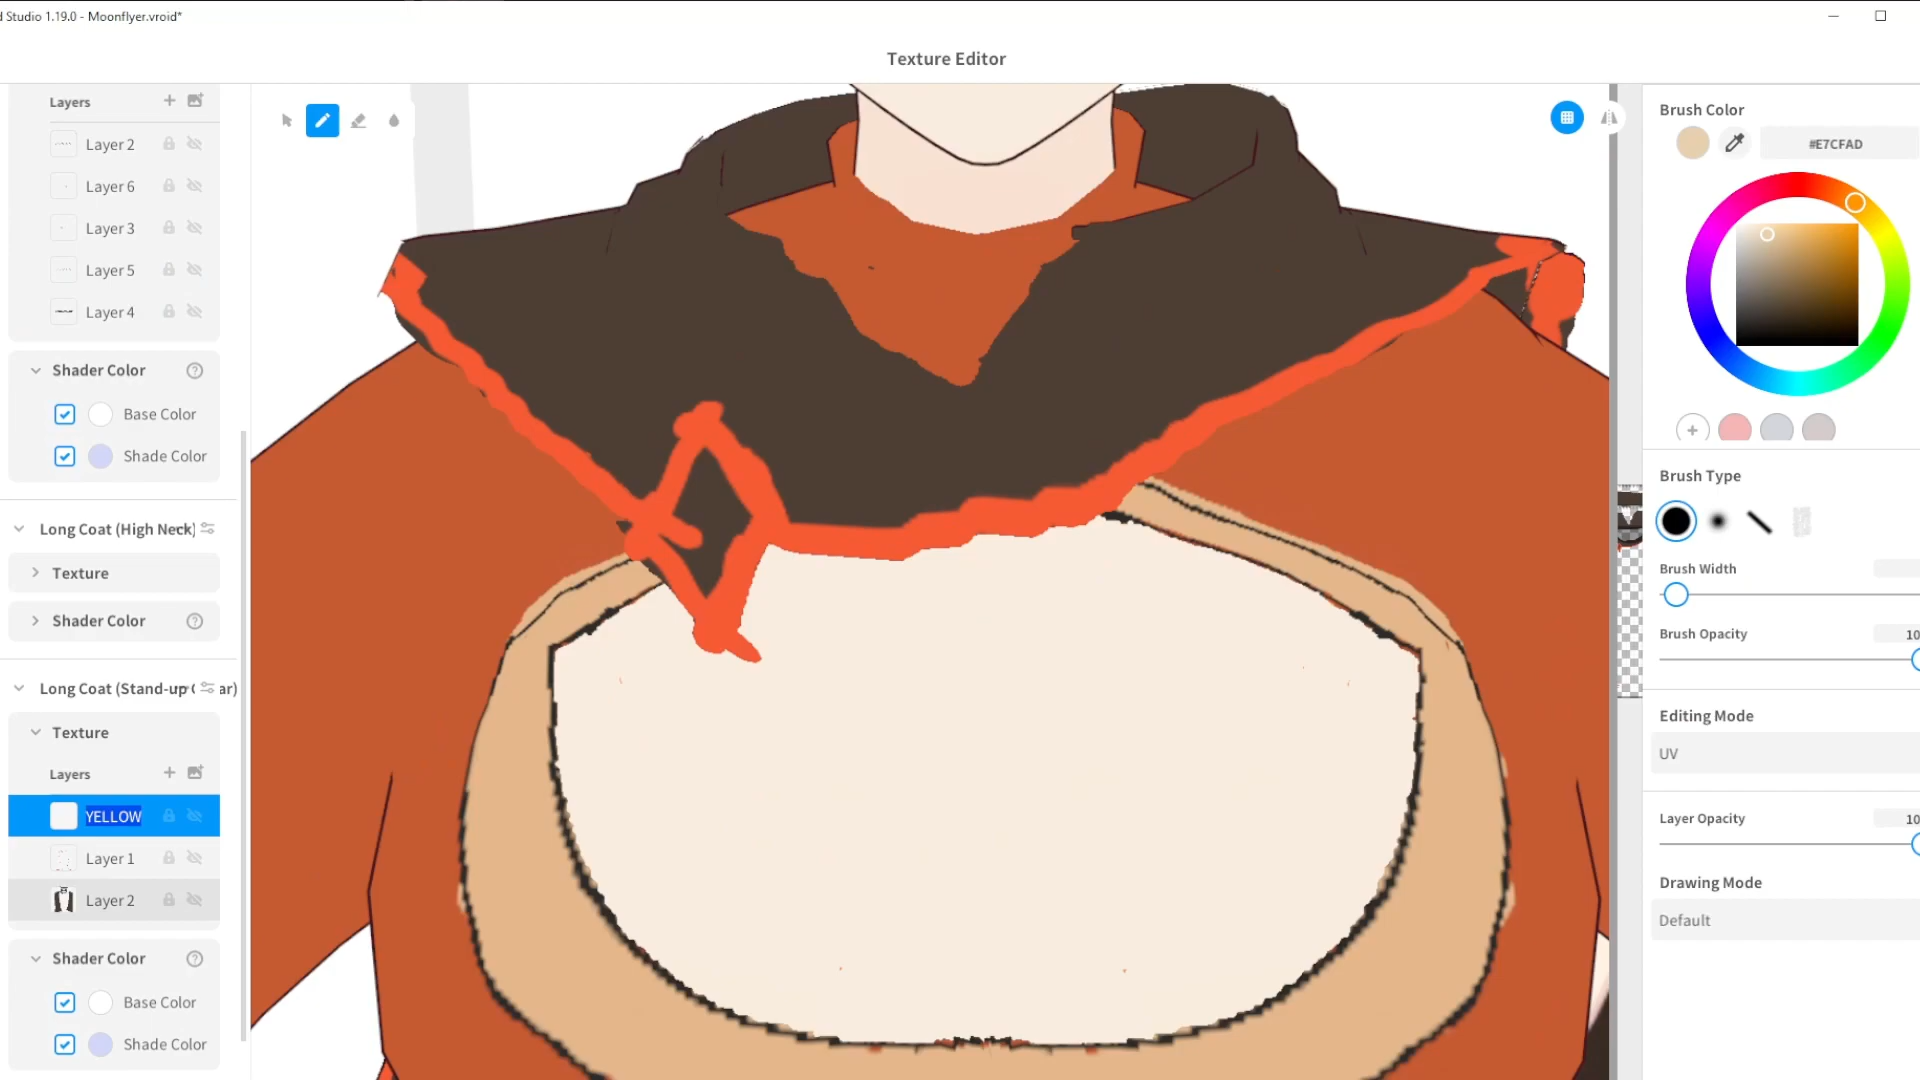 d Studio 1.19.0 - Moonflyer.vroid*
Texture Editor
Layers
Layer 2
Layer 6
Layer 3
Layer 5
Layer 4
Shader Color
Base Color
Shade Color
Long Coat (High Neck)
Texture
Shader Color
Long Coat (Stand-up C ar)
Texture
Layers
YELLOW
Layer 1
Layer 2
Shader Color
Base Color
Shade Color
Brush Color
#E7CFAD
Brush Type
Brush Width
Brush Opacity
10
Editing Mode
UV
Layer Opacity
10
Drawing Mode
Default